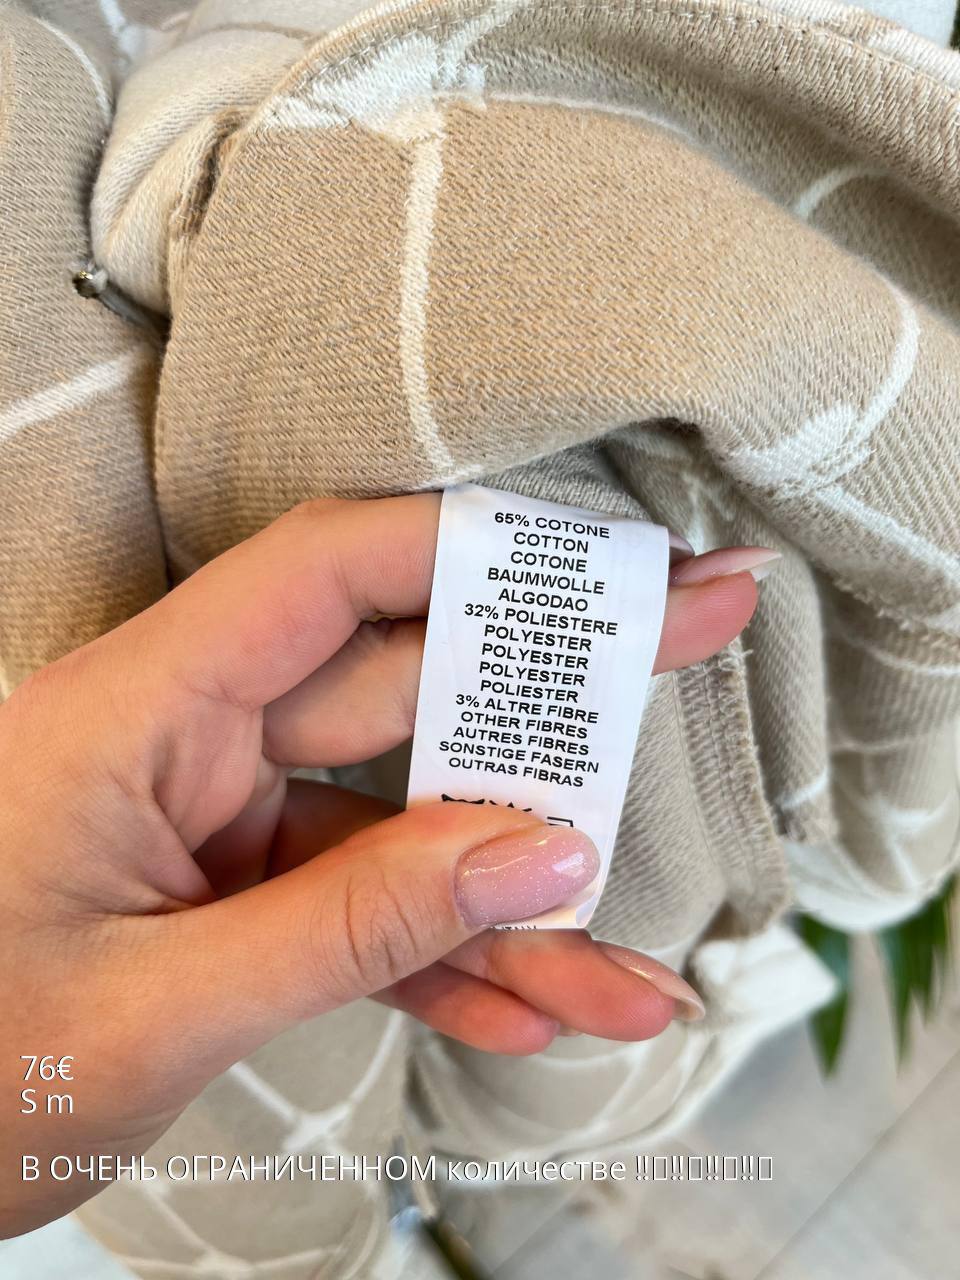 65% COTONE
COTTON
COTONE
BAUMWOLLE
ALGODAO
32% POLIESTERE
POLYESTER
POLYESTER
POLYESTER
POLIESTER
3% ALTRE FIBRE
OTHER FIBRES
AUTRES FIBRES
SONSTIGE FASERN
OUTRAS FIBRAS
76€
S m
В ОЧЕНЬ ОГРАНИЧЕННОМ количестве ‼️‼️‼️‼️